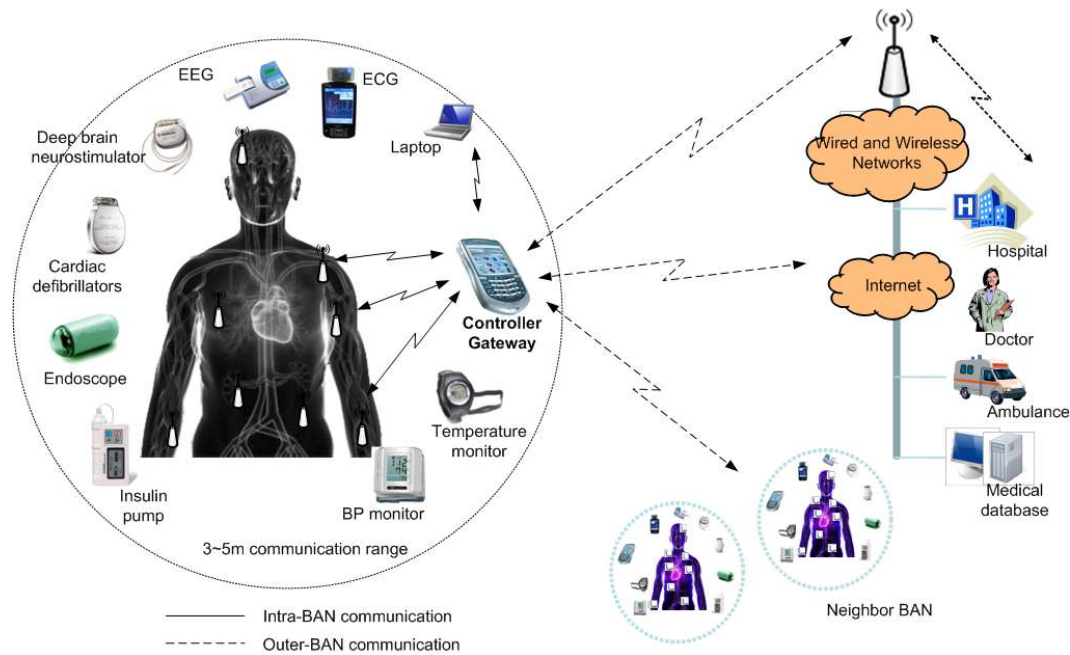 EEG
ECG
Deep brain
neurostimulator
Laptop
Cardiac
defibrillators
Controller
Gateway
Endoscope
Temperature
monitor
Insulin
pump
BP monitor
3~5m communication range
Intra-BAN communication
Outer-BAN communication
Wired and Wireless
Networks
H
Hospital
Internet
Doctor
Ambulance
Medical
database
Neighbor BAN